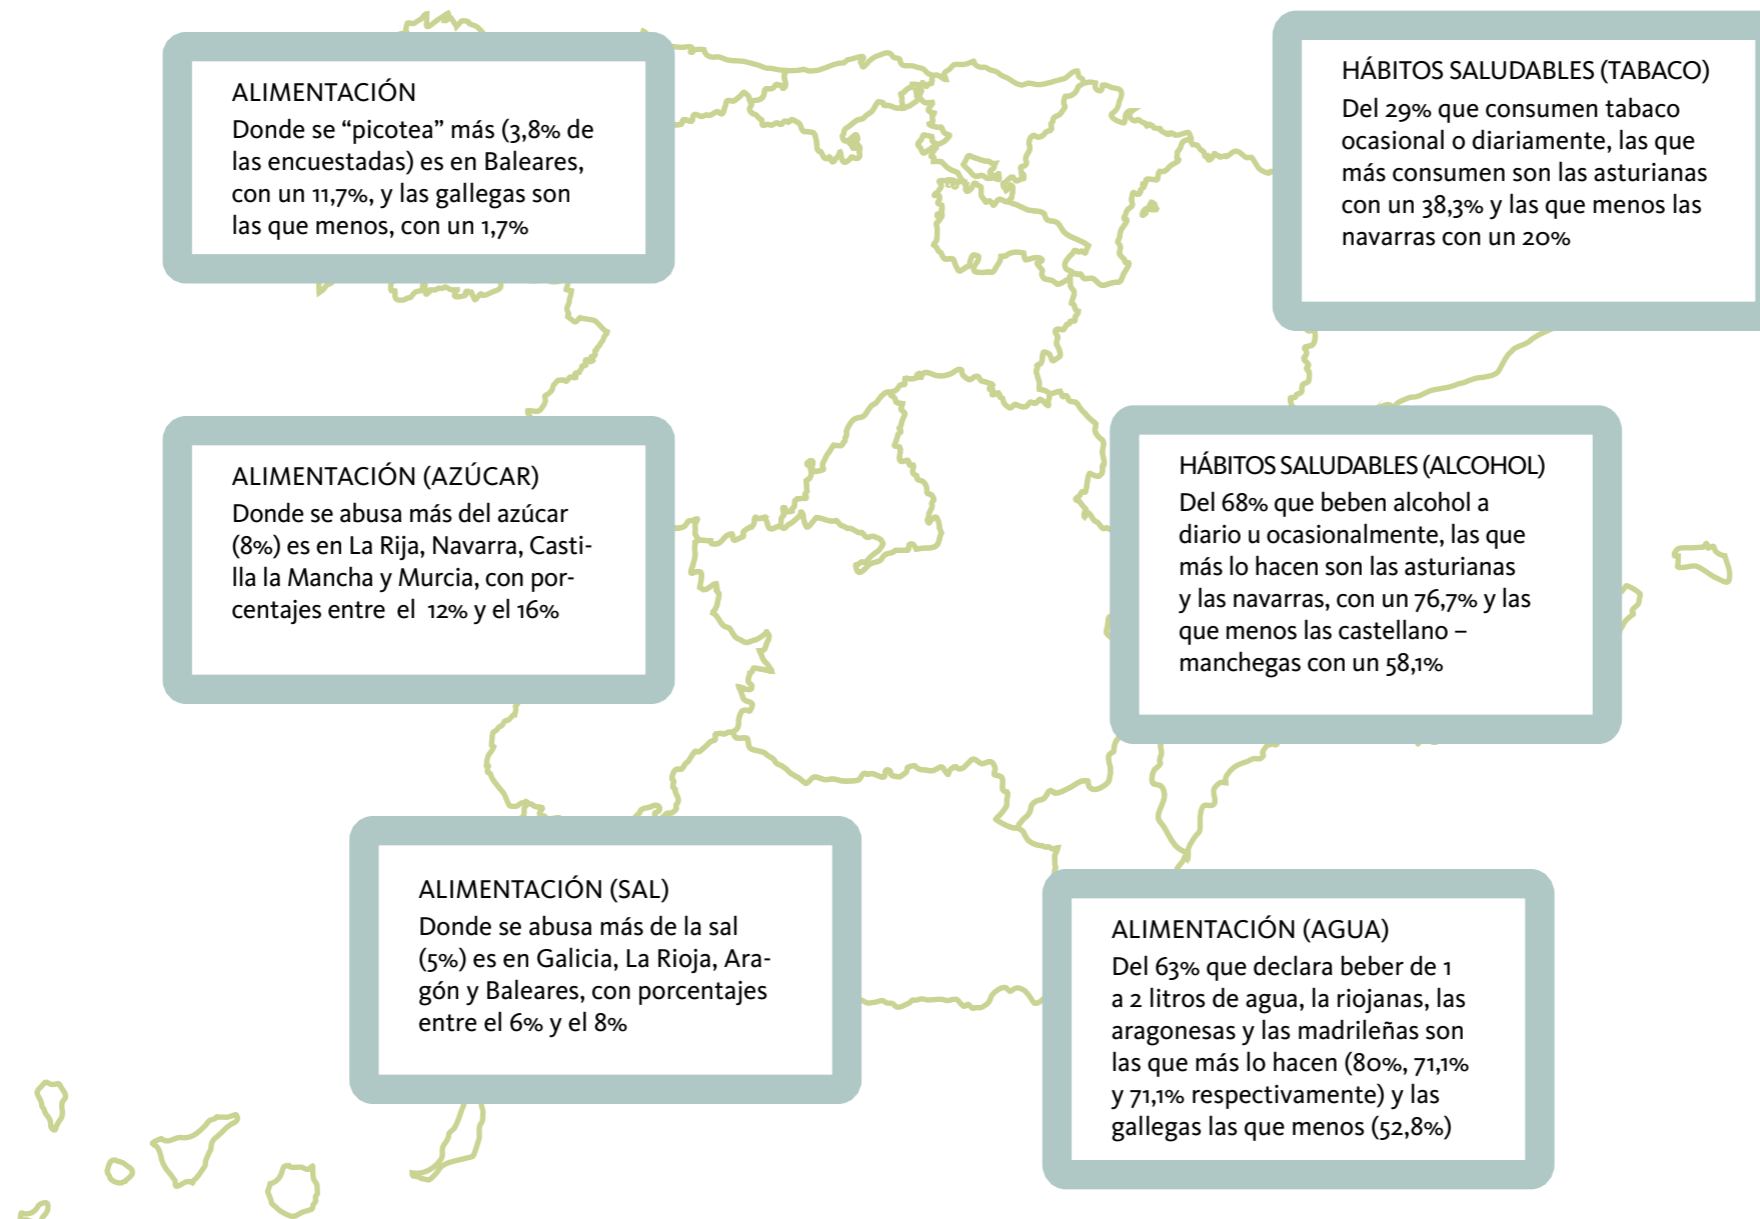 ALIMENTACIÓN
Donde se “picotea” más (3,8% de
las encuestadas) es en Baleares,
con un 11,7%, y las gallegas son
las que menos, con un 1,7%
HÁBITOS SALUDABLES (TABACO)
Del 29% que consumen tabaco
ocasional o diariamente, las que
más consumen son las asturianas
con un 38,3% y las que menos las
navarras con un 20%
ALIMENTACIÓN (AZÚCAR)
Donde se abusa más del azúcar
(8%) es en La Rija, Navarra, Casti-
lla la Mancha y Murcia, con por-
centajes entre el 12% y el 16%
HÁBITOS SALUDABLES (ALCOHOL)
Del 68% que beben alcohol a
diario u ocasionalmente, las que
más lo hacen son las asturianas
y las navarras, con un 76,7% y las
que menos las castellano –
manchegas con un 58,1%
ALIMENTACIÓN (SAL)
Donde se abusa más de la sal
(5%) es en Galicia, La Rioja, Ara-
gón y Baleares, con porcentajes
entre el 6% y el 8%
ALIMENTACIÓN (AGUA)
Del 63% que declara beber de 1
a 2 litros de agua, la riojanas, las
aragonesas y las madrileñas son
las que más lo hacen (80%, 71,1%
y 71,1% respectivamente) y las
gallegas las que menos (52,8%)